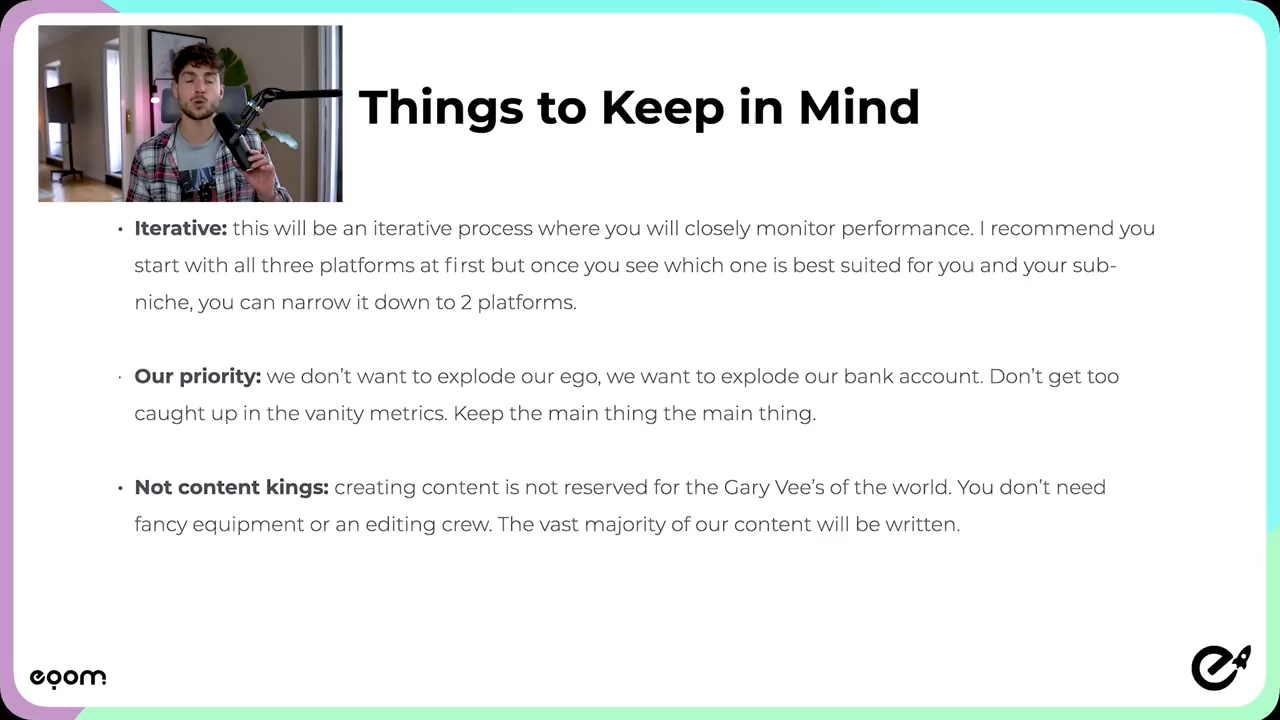 Things to Keep in Mind
• Iterative: this will be an iterative process where you will closely monitor performance. I recommend you
start with all three platforms at first but once you see which one is best suited for you and your sub-
niche, you can narrow it down to 2 platforms.
• Our priority: we don’t want to explode our ego, we want to explode our bank account. Don’t get too
caught up in the vanity metrics. Keep the main thing the main thing.
• Not content kings: creating content is not reserved for the Gary Vee’s of the world. You don’t need
fancy equipment or an editing crew. The vast majority of our content will be written.
eqom
e